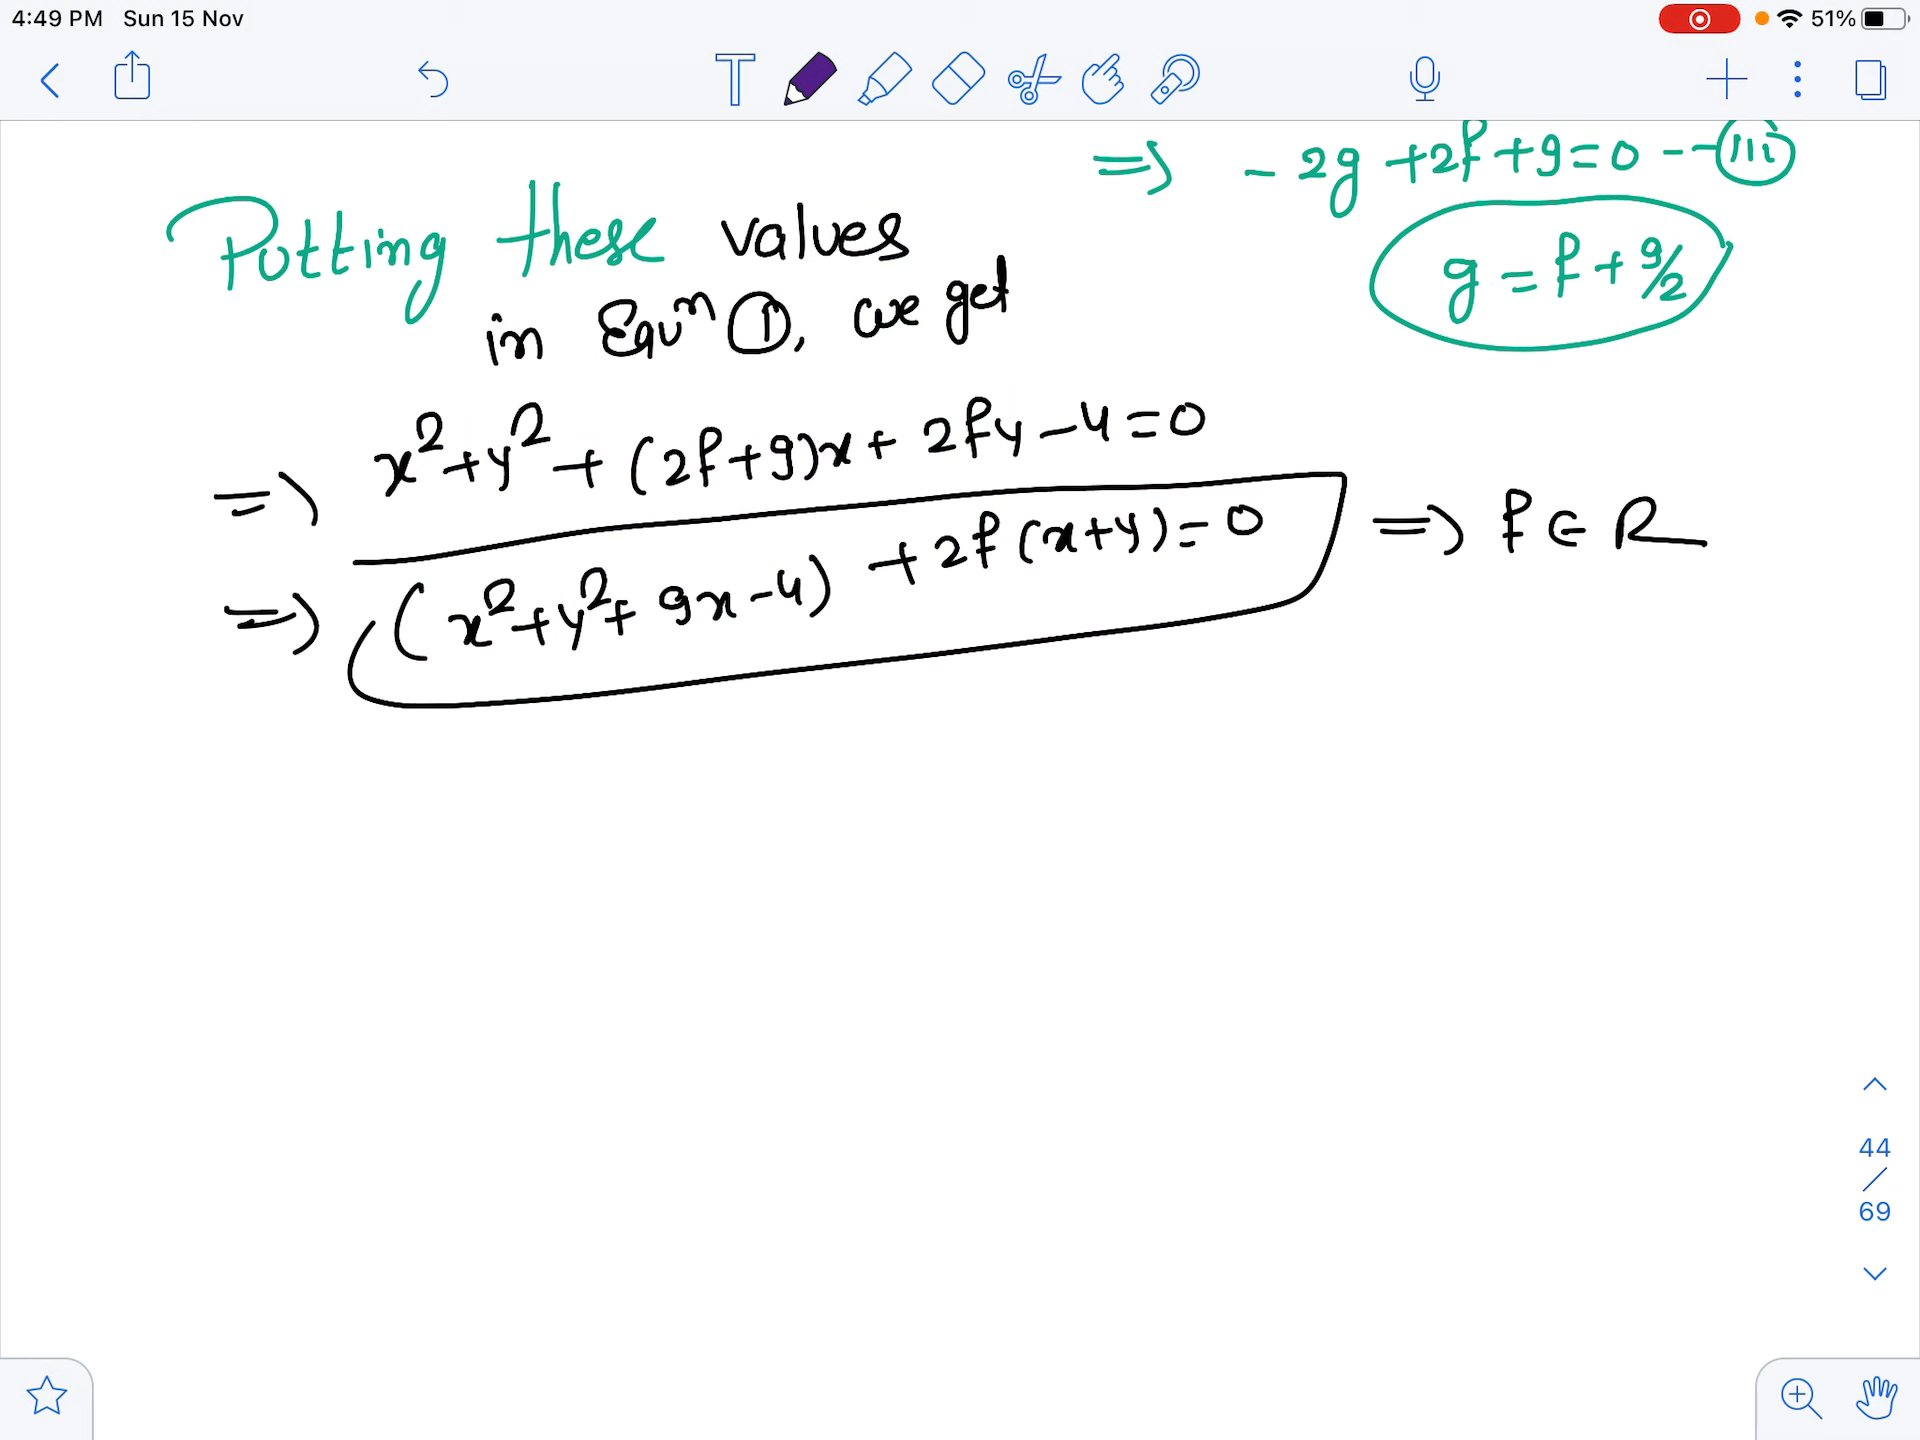 4:49 PM Sun 15 Nov
51%
=> - 2g + 2f + 9 = 0 -- (iii)
g = f + 9/2
Putting these values
in Equⁿ ①, we get
=> x² + y² + (2f + 9)x + 2fy - 4 = 0
=> (x² + y² + 9x - 4) + 2f (x + y) = 0 => f ∈ R
44
/
69